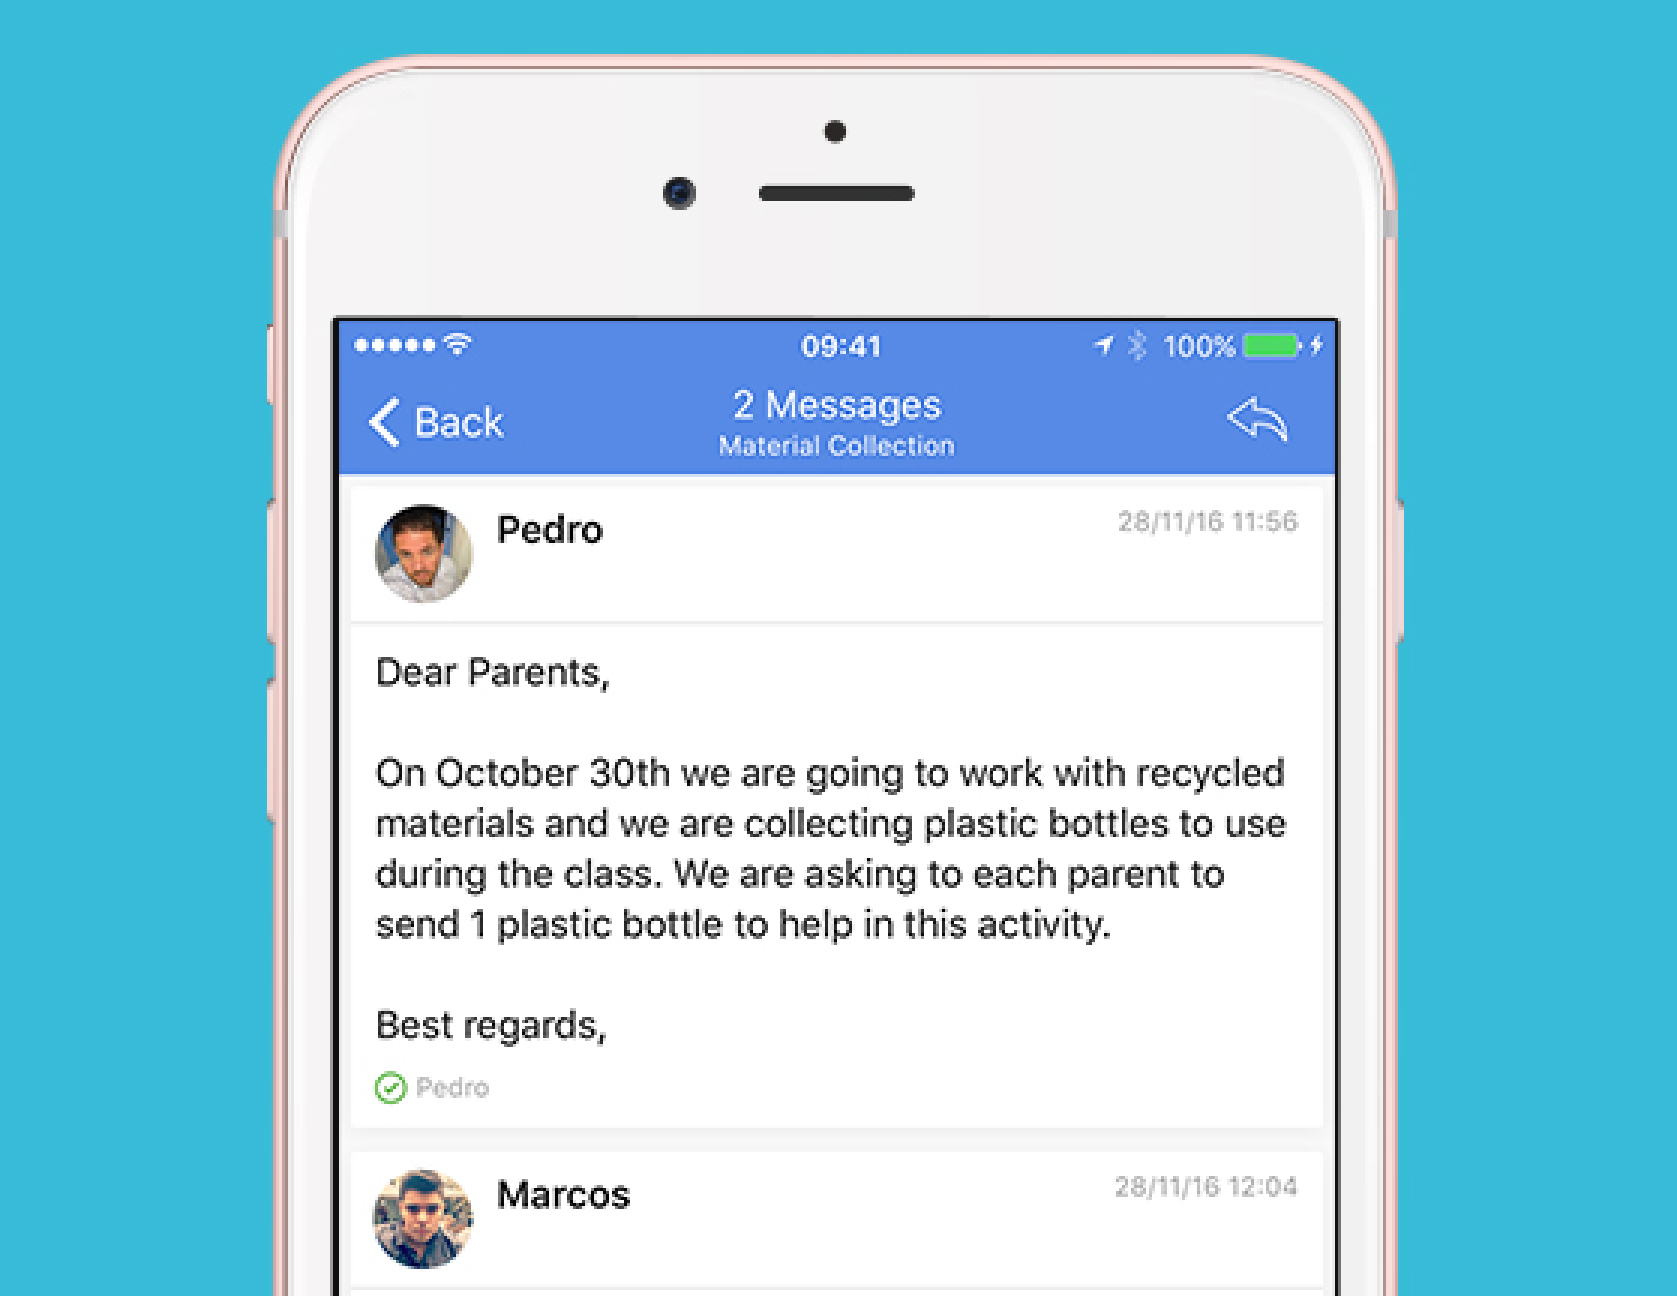 09:41
100%
Back
2 Messages
Material Collection
Pedro
28/11/16 11:56
Dear Parents,
On October 30th we are going to work with recycled
materials and we are collecting plastic bottles to use
during the class. We are asking to each parent to
send 1 plastic bottle to help in this activity.
Best regards,
Pedro
Marcos
28/11/16 12:04